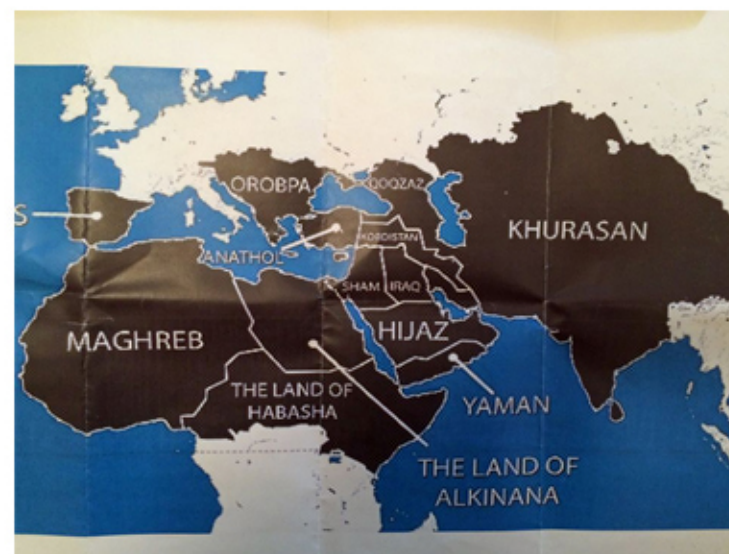 OROBPA
QOQZAZ
S
ANATHOL
KORDISTAN
KHURASAN
SHAM
IRAQ
MAGHREB
HIJAZ
THE LAND OF
HABASHA
YAMAN
THE LAND OF
ALKINANA